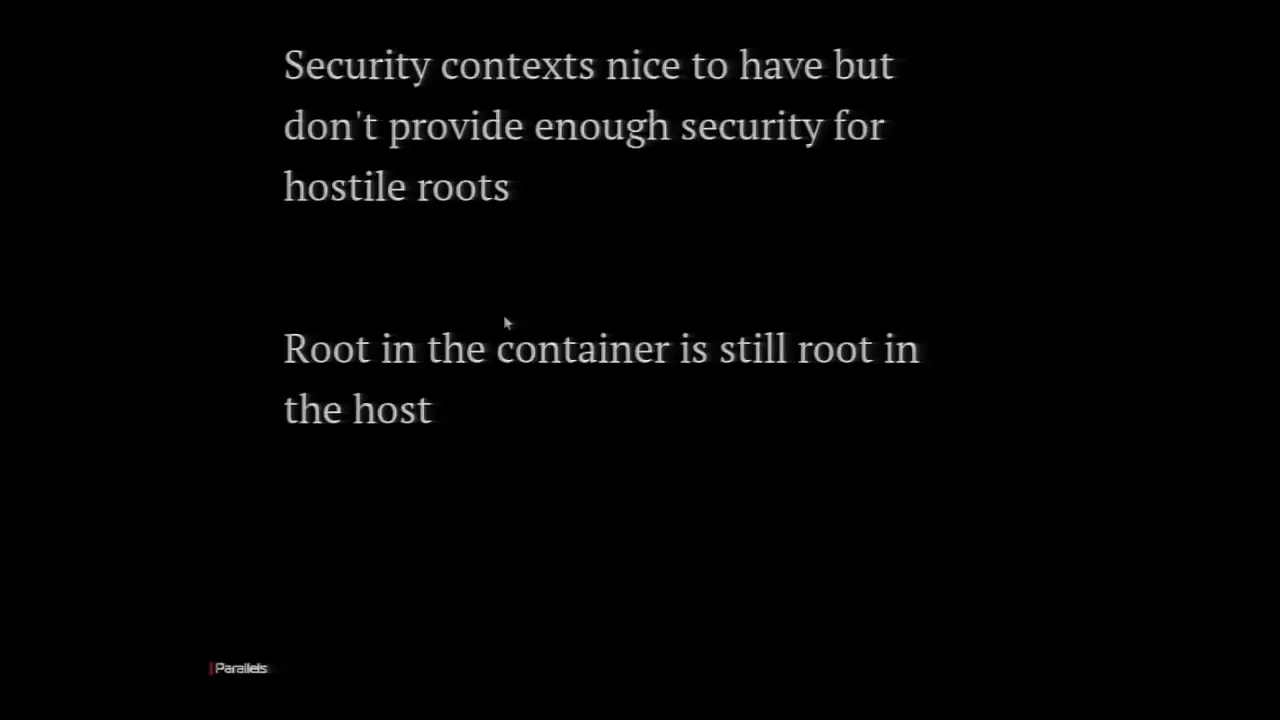 Security contexts nice to have but
don't provide enough security for
hostile roots
Root in the container is still root in
the host
Parallels